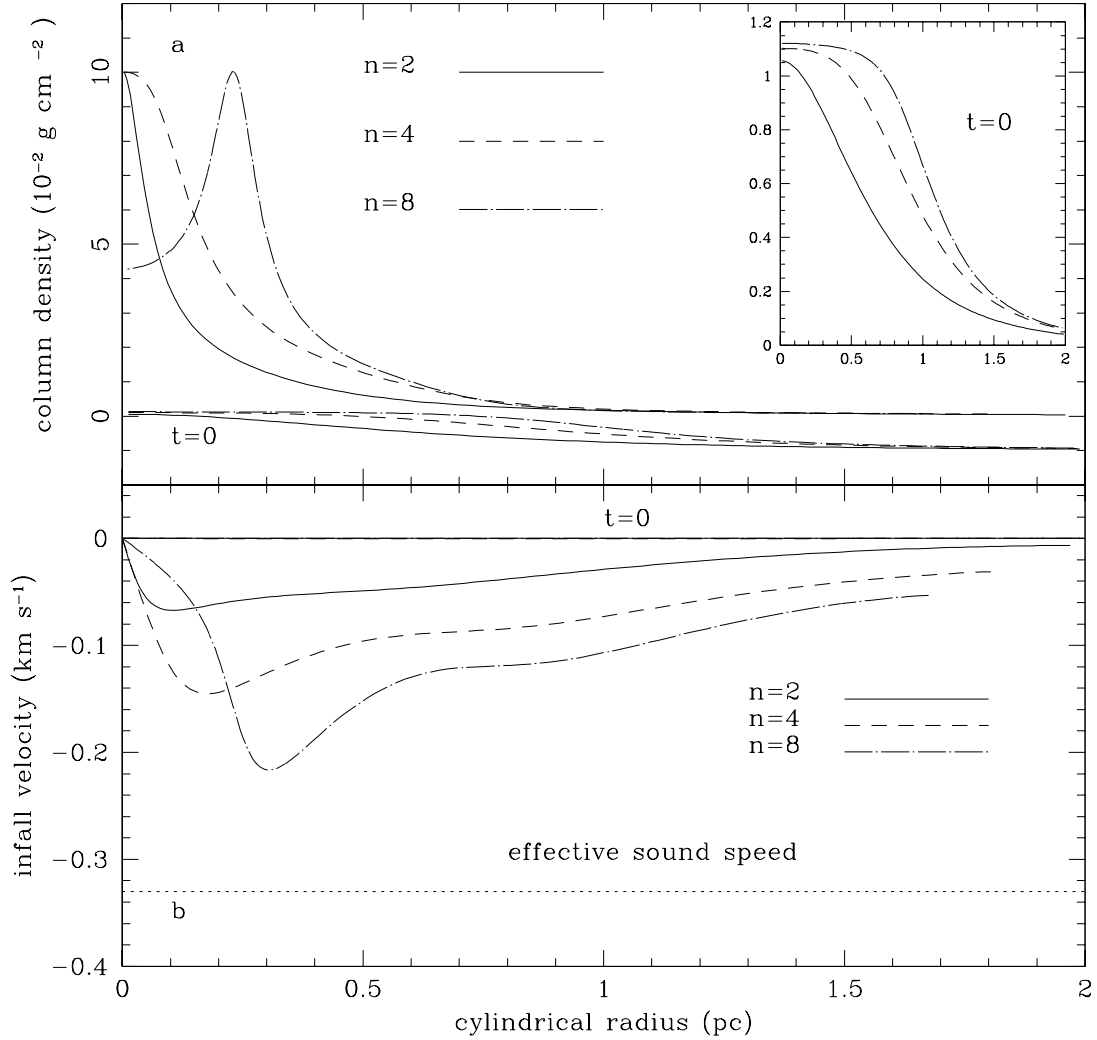 a
column density (10⁻² g cm ⁻²)
10
5
0
n=2
n=4
n=8
t=0
1.2
1
0.8
0.6
0.4
0.2
0
t=0
0
0.5
1
1.5
2
infall velocity (km s⁻¹)
0
−0.1
−0.2
−0.3
−0.4
t=0
n=2
n=4
n=8
effective sound speed
b
0
0.5
1
1.5
2
cylindrical radius (pc)